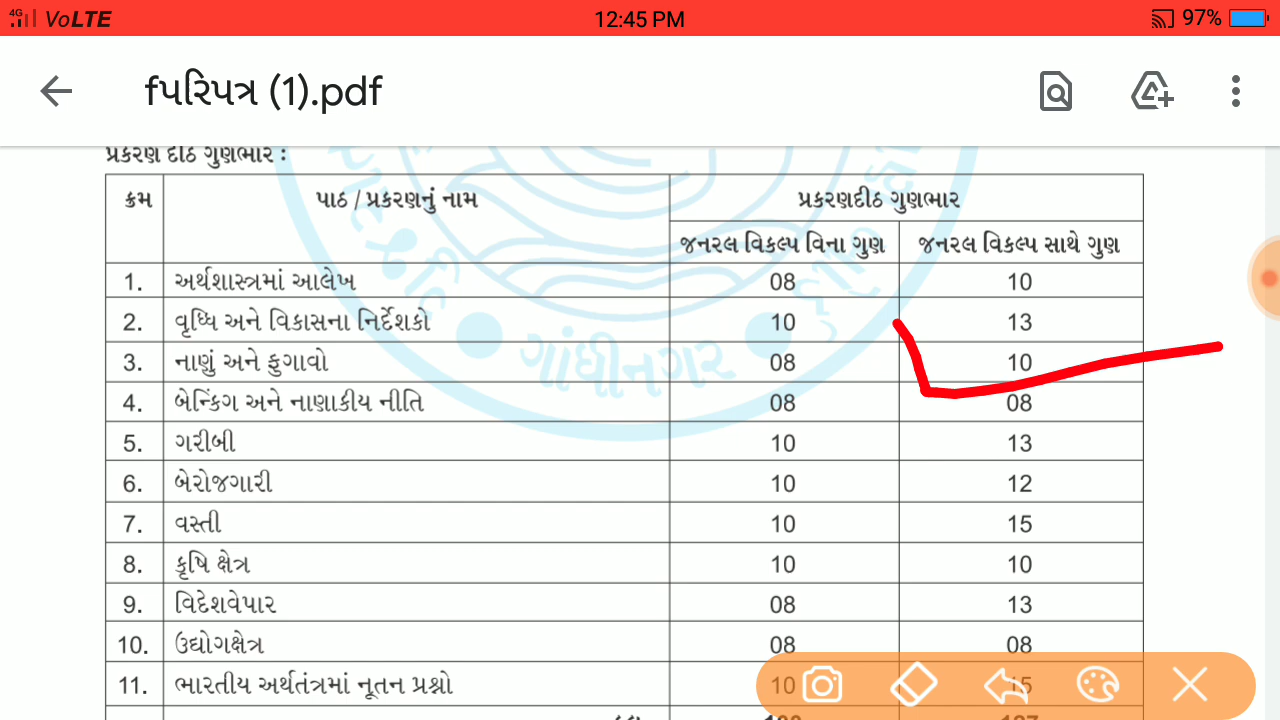 4G VoLTE 12:45 PM 97%
fપરિપત્ર (1).pdf
પ્રકરણ દીઠ ગુણભાર :
ક્રમ પાઠ / પ્રકરણનું નામ પ્રકરણદીઠ ગુણભાર
જનરલ વિકલ્પ વિના ગુણ જનરલ વિકલ્પ સાથે ગુણ
1. અર્થશાસ્ત્રમાં આલેખ 08 10
2. વૃધ્ધિ અને વિકાસના નિર્દેશકો 10 13
3. નાણું અને ફુગાવો 08 10
4. બેન્કિંગ અને નાણાકીય નીતિ 08 08
5. ગરીબી 10 13
6. બેરોજગારી 10 12
7. વસ્તી 10 15
8. કૃષિ ક્ષેત્ર 10 10
9. વિદેશવેપાર 08 13
10. ઉદ્યોગક્ષેત્ર 08 08
11. ભારતીય અર્થતંત્રમાં નૂતન પ્રશ્નો 10 15
ગાંધીનગર